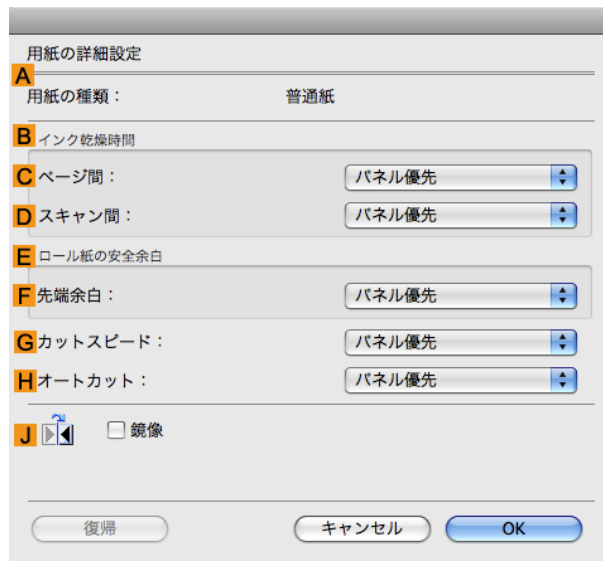 用紙の詳細設定
A
用紙の種類： 普通紙
B インク乾燥時間
C ページ間： パネル優先
D スキャン間： パネル優先
E ロール紙の安全余白
F 先端余白： パネル優先
G カットスピード： パネル優先
H オートカット： パネル優先
J 鏡像
復帰 キャンセル OK